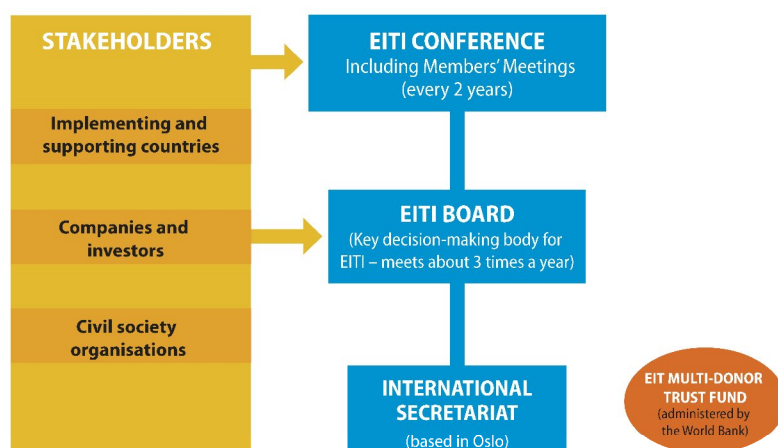 STAKEHOLDERS
Implementing and
supporting countries
Companies and
investors
Civil society
organisations
EITI CONFERENCE
Including Members' Meetings
(every 2 years)
EITI BOARD
(Key decision-making body for
EITI – meets about 3 times a year)
INTERNATIONAL
SECRETARIAT
(based in Oslo)
EIT MULTI-DONOR
TRUST FUND
(administered by
the World Bank)